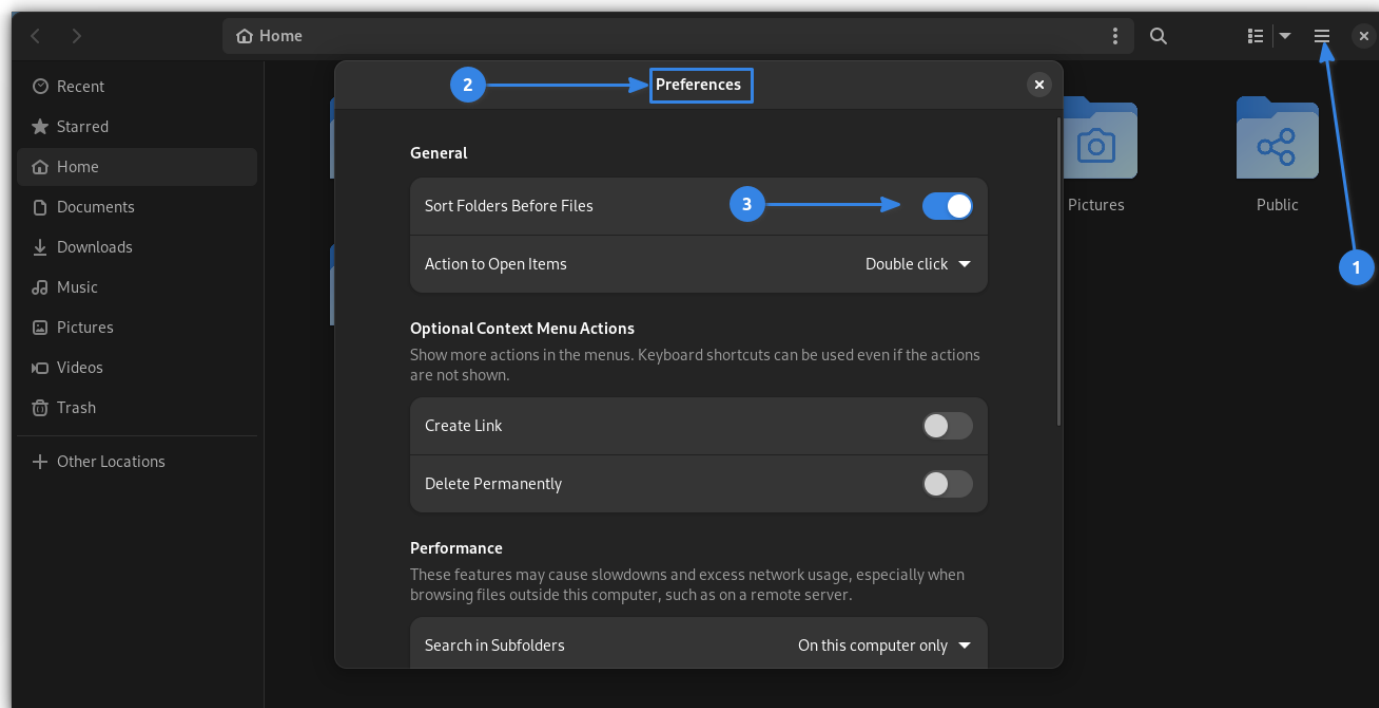 Home
Recent
Starred
Home
Documents
Downloads
Music
Pictures
Videos
Trash
Other Locations
2
Preferences
General
Sort Folders Before Files
3
Action to Open Items
Double click
Optional Context Menu Actions
Show more actions in the menus. Keyboard shortcuts can be used even if the actions
are not shown.
Create Link
Delete Permanently
Performance
These features may cause slowdowns and excess network usage, especially when
browsing files outside this computer, such as on a remote server.
Search in Subfolders
On this computer only
Pictures
Public
1